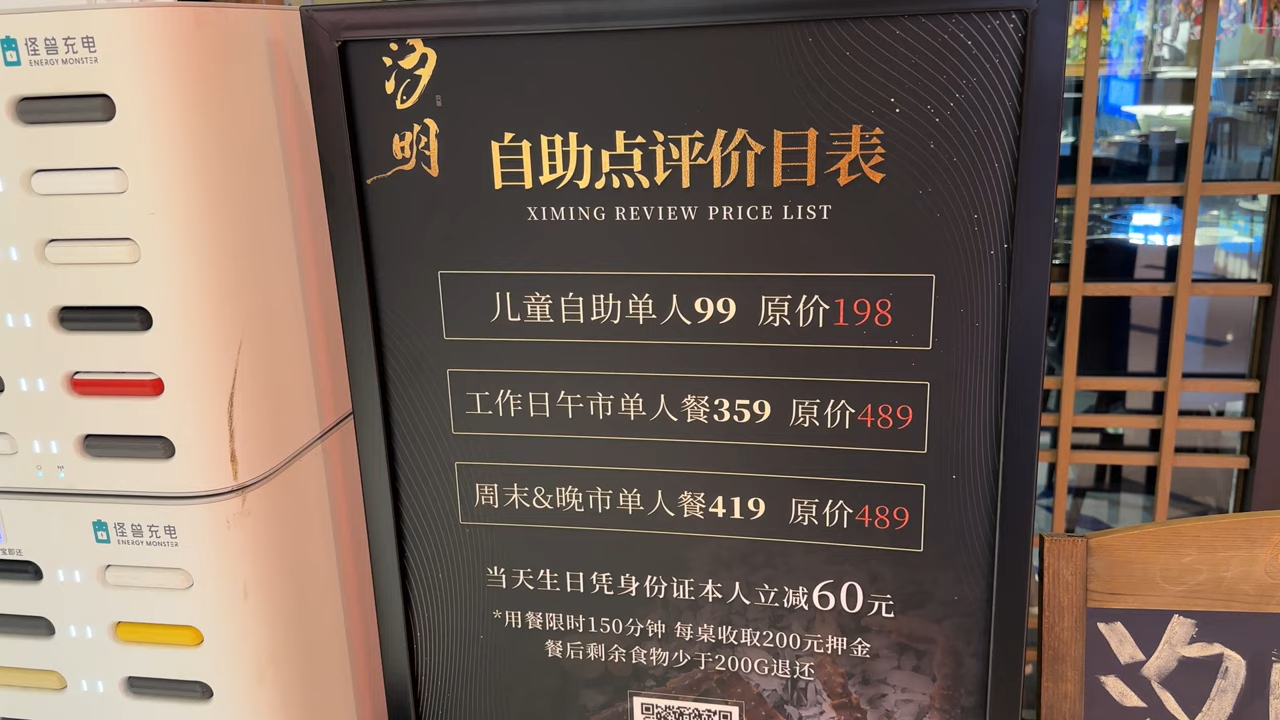 怪兽充电
ENERGY MONSTER
汐
明
自助点评价目表
XIMING REVIEW PRICE LIST
儿童自助单人99 原价198
工作日午市单人餐359 原价489
周末&晚市单人餐419 原价489
当天生日凭身份证本人立减60元
*用餐限时150分钟 每桌收取200元押金
餐后剩余食物少于200G退还
怪兽充电
ENERGY MONSTER
宝即还
汐